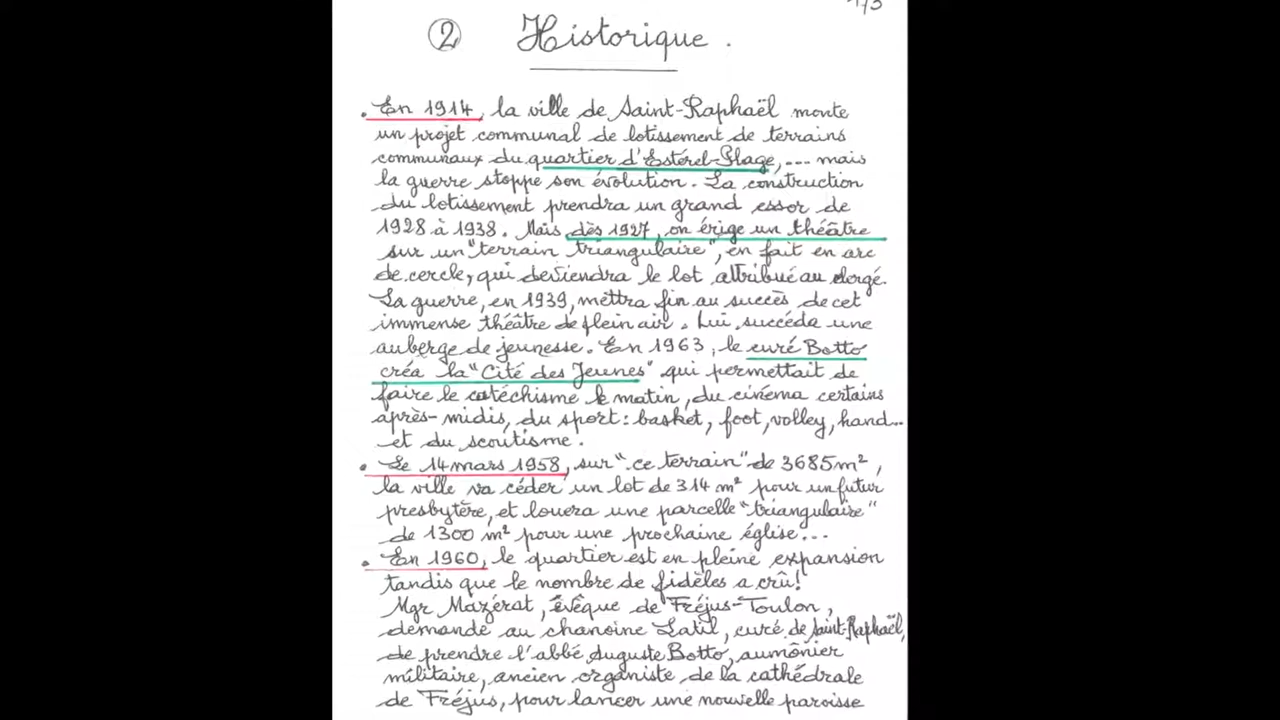 1/3
② Historique.
. En 1914, la ville de Saint-Raphaël monte
un projet communal de lotissement de terrains
communaux du quartier d'Estérel-Plage, ... mais
la guerre stoppe son évolution. La construction
du lotissement prendra un grand essor de
1928 à 1938. Mais dès 1927, on érige un théâtre
sur un "terrain triangulaire", en fait en arc
de cercle, qui deviendra le lot attribué au clergé.
La guerre, en 1939, mettra fin au succès de cet
immense théâtre de plein air. Lui succéda une
auberge de jeunesse. En 1963, le curé Botto
créa la "Cité des Jeunes" qui permettait de
faire le catéchisme le matin, du cinéma certains
après-midis, du sport : basket, foot, volley, hand...
et du scoutisme.
. Le 14 mars 1958, sur "ce terrain" de 3685 m²,
la ville va céder un lot de 314 m² pour un futur
presbytère, et louera une parcelle "triangulaire"
de 1300 m² pour une prochaine église...
. En 1960, le quartier est en pleine expansion
tandis que le nombre de fidèles a crû!
Mgr Mazérat, évêque de Fréjus-Toulon,
demande au chanoine Latil, curé de Saint-Raphaël,
de prendre l'abbé Auguste Botto, aumônier
militaire, ancien organiste de la cathédrale
de Fréjus, pour lancer une nouvelle paroisse